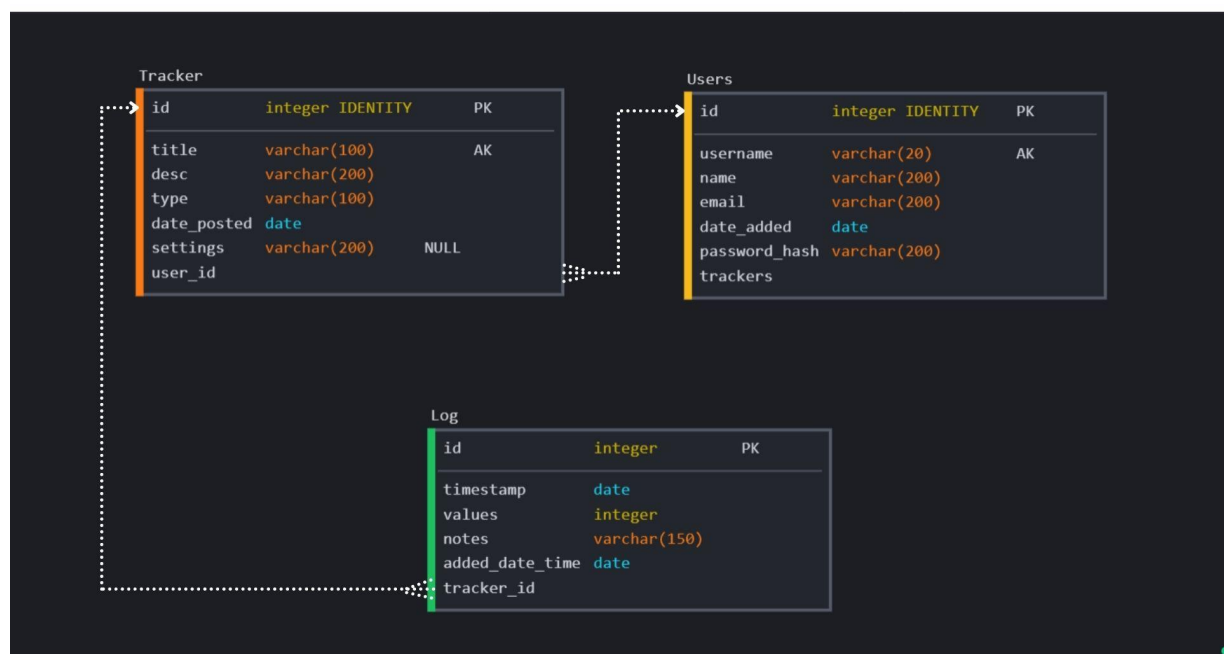 Tracker
id integer IDENTITY PK
title varchar(100) AK
desc varchar(200)
type varchar(100)
date_posted date
settings varchar(200) NULL
user_id
Users
id integer IDENTITY PK
username varchar(20) AK
name varchar(200)
email varchar(200)
date_added date
password_hash varchar(200)
trackers
Log
id integer PK
timestamp date
values integer
notes varchar(150)
added_date_time date
tracker_id